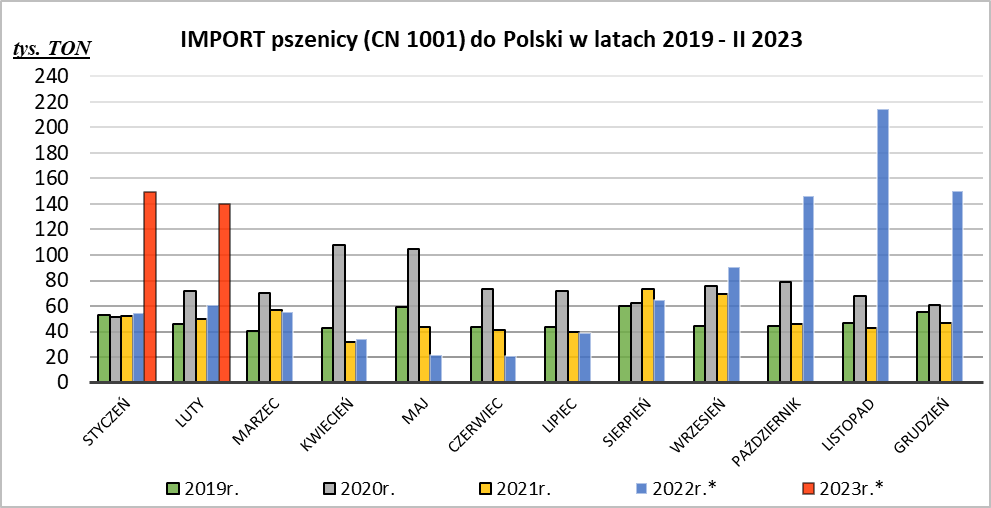 IMPORT pszenicy (CN 1001) do Polski w latach 2019 - II 2023
tys. TON
240
220
200
180
160
140
120
100
80
60
40
20
0
STYCZEŃ
LUTY
MARZEC
KWIECIEŃ
MAJ
CZERWIEC
LIPIEC
SIERPIEŃ
WRZESIEŃ
PAŹDZIERNIK
LISTOPAD
GRUDZIEŃ
2019r. 2020r. 2021r. 2022r.* 2023r.*